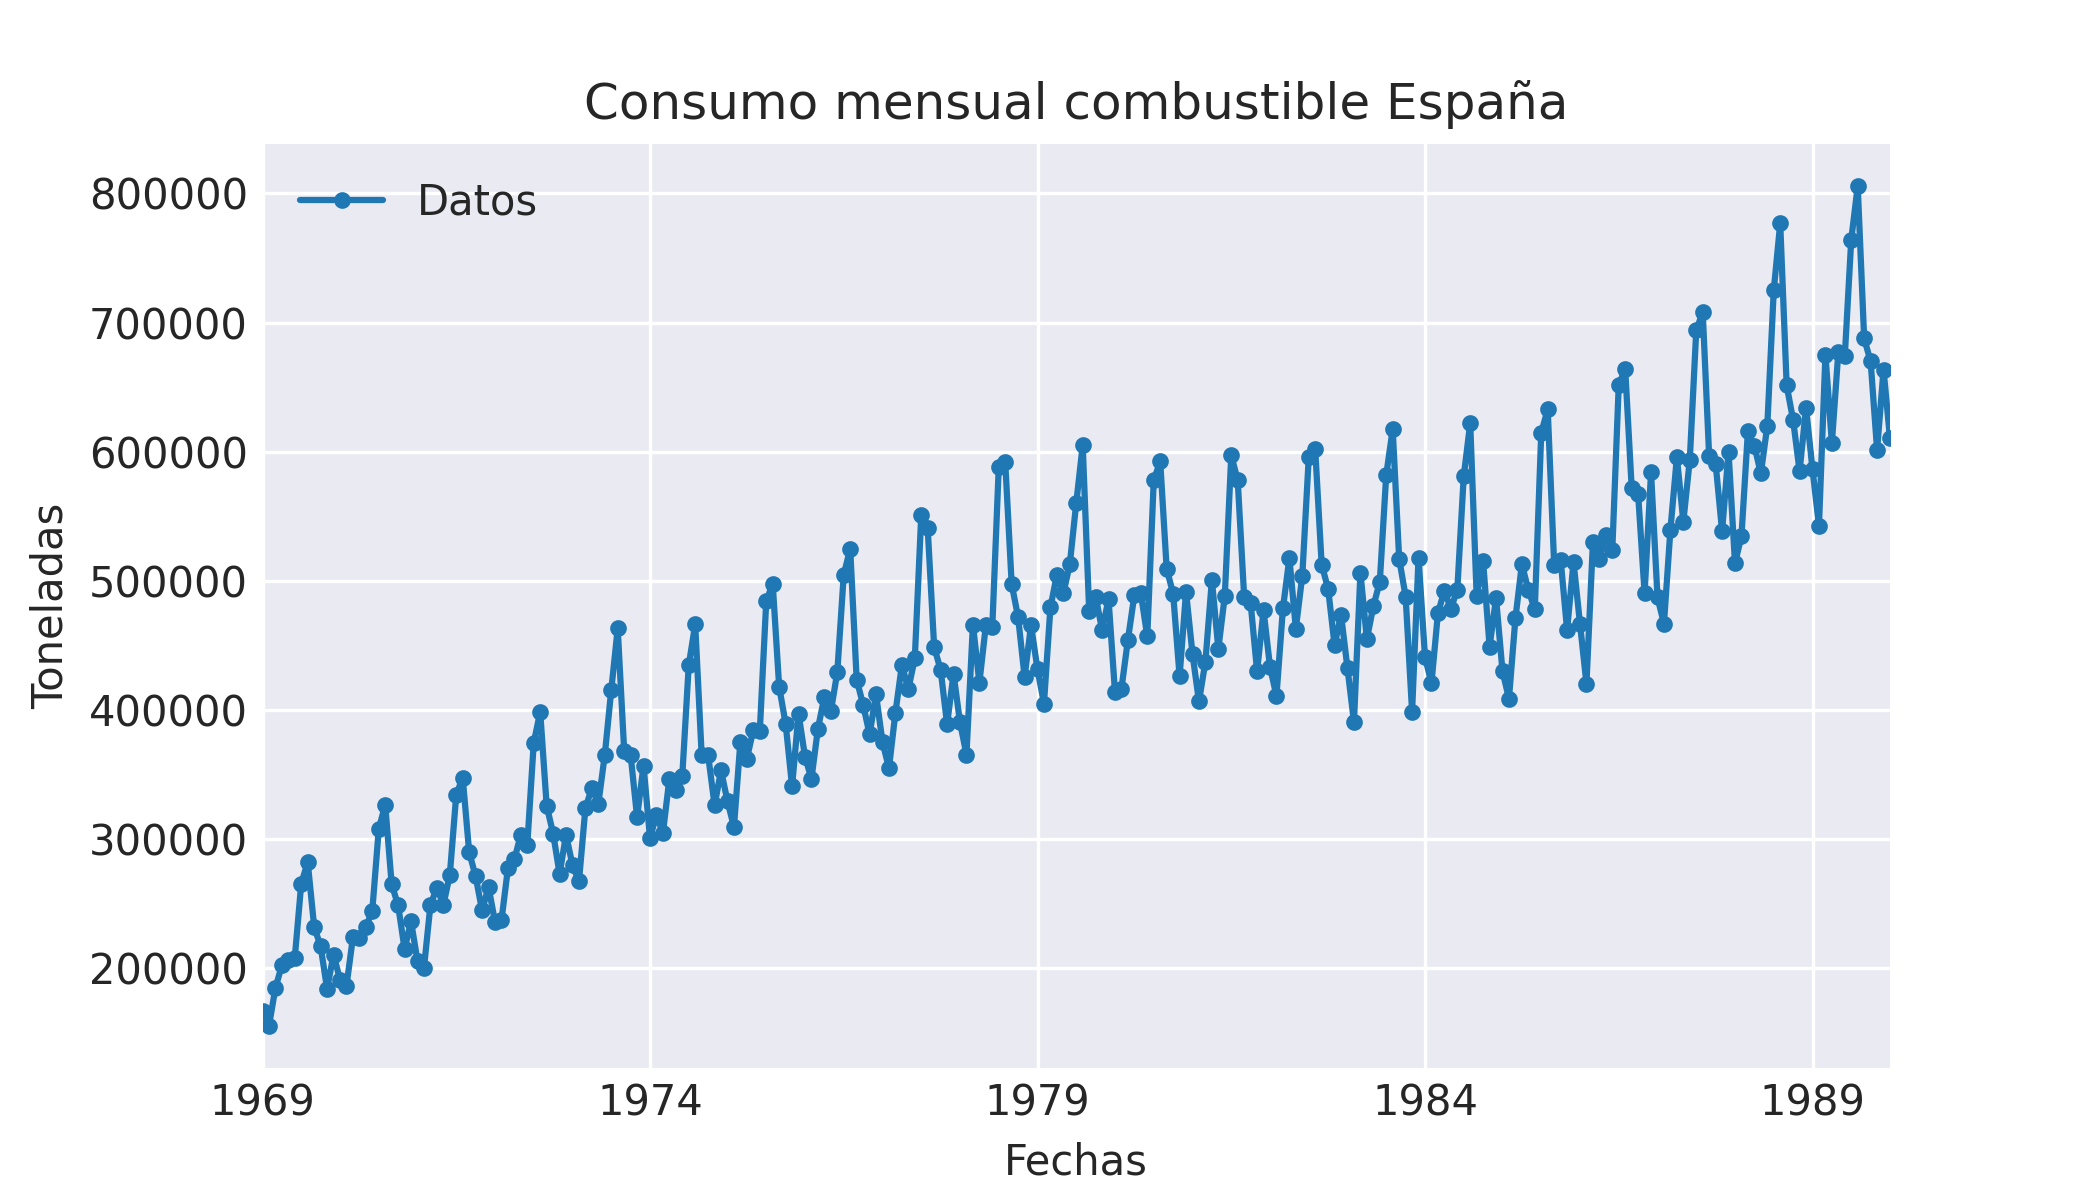 Consumo mensual combustible España
Datos
800000
700000
600000
500000
400000
300000
200000
Toneladas
1969 1974 1979 1984 1989
Fechas